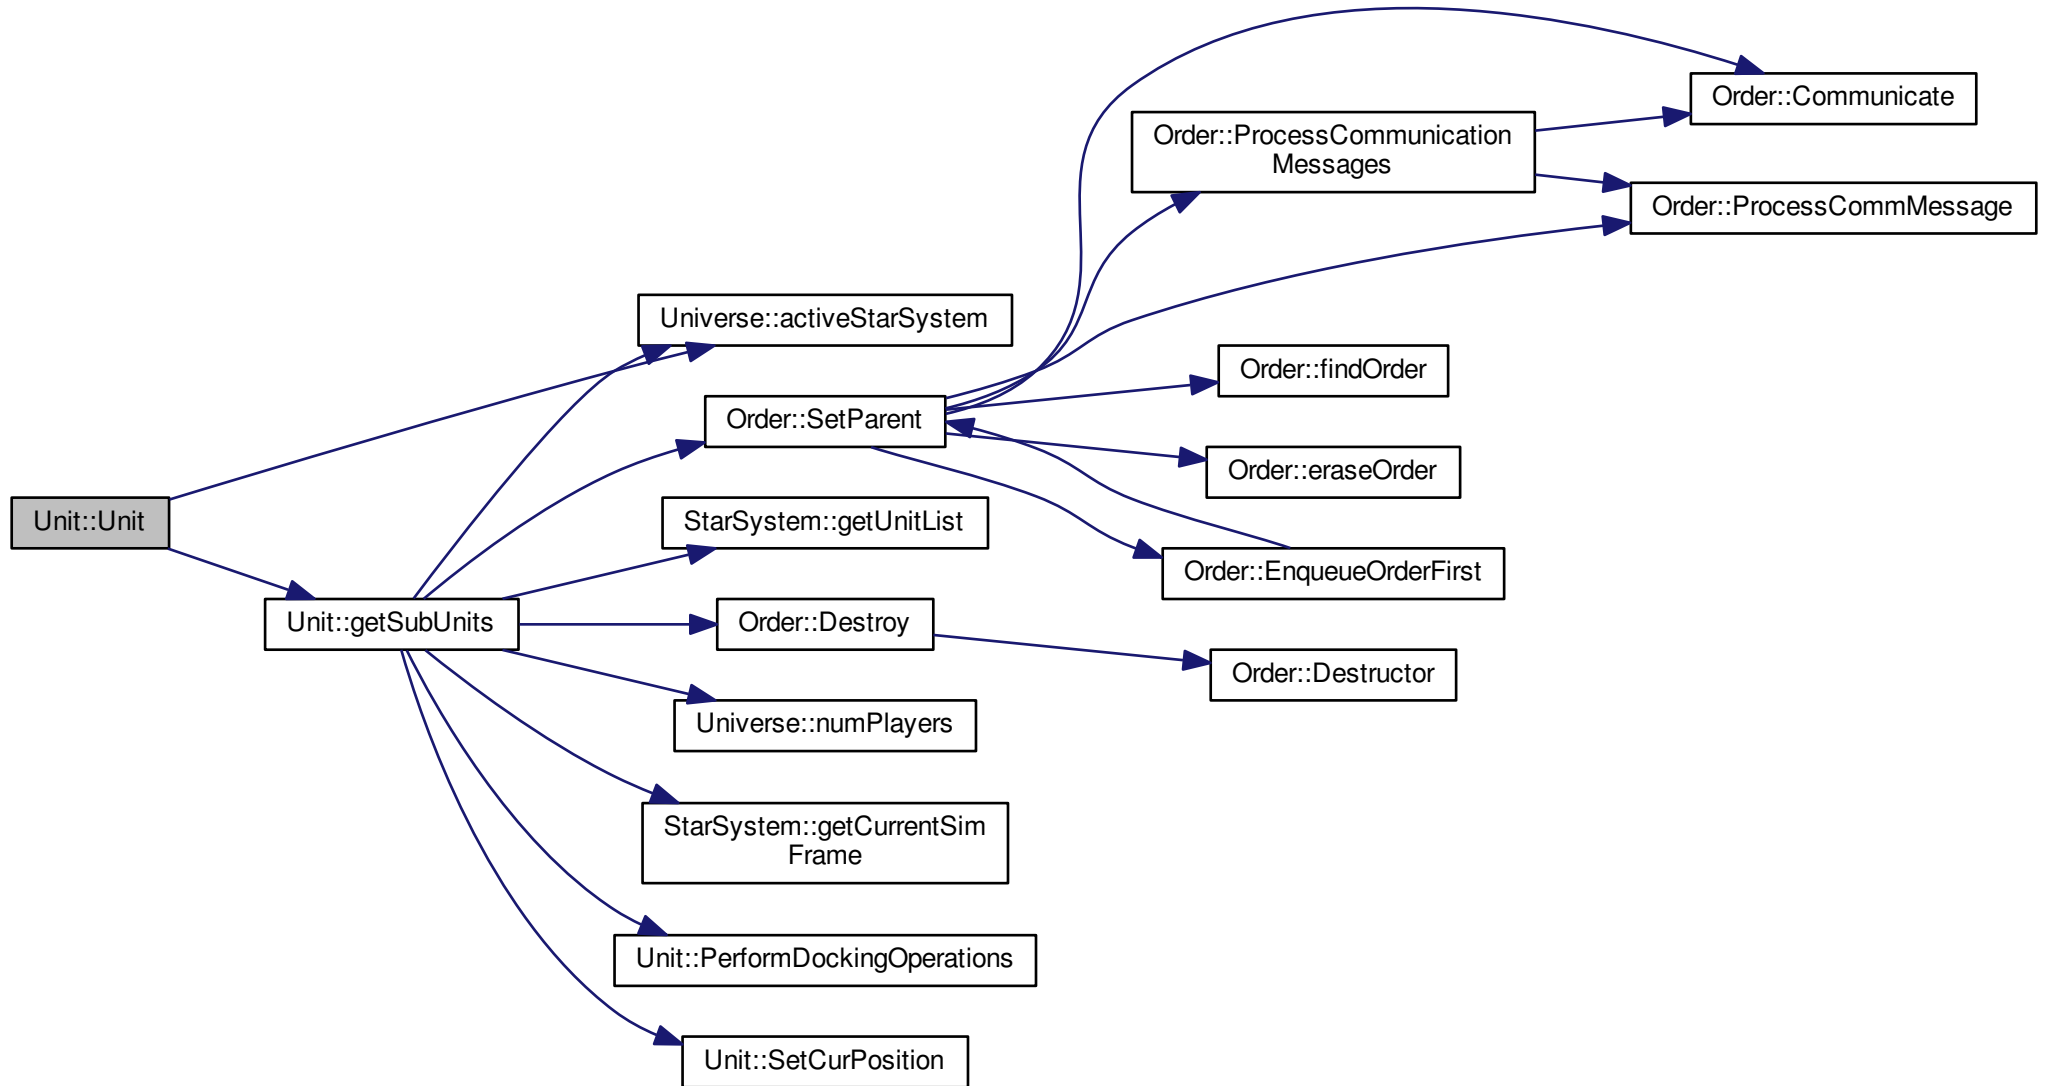 Order::Communicate
Order::ProcessCommunication
Messages
Order::ProcessCommMessage
Universe::activeStarSystem
Order::findOrder
Order::SetParent
Order::eraseOrder
Unit::Unit
StarSystem::getUnitList
Order::EnqueueOrderFirst
Unit::getSubUnits
Order::Destroy
Order::Destructor
Universe::numPlayers
StarSystem::getCurrentSim
Frame
Unit::PerformDockingOperations
Unit::SetCurPosition